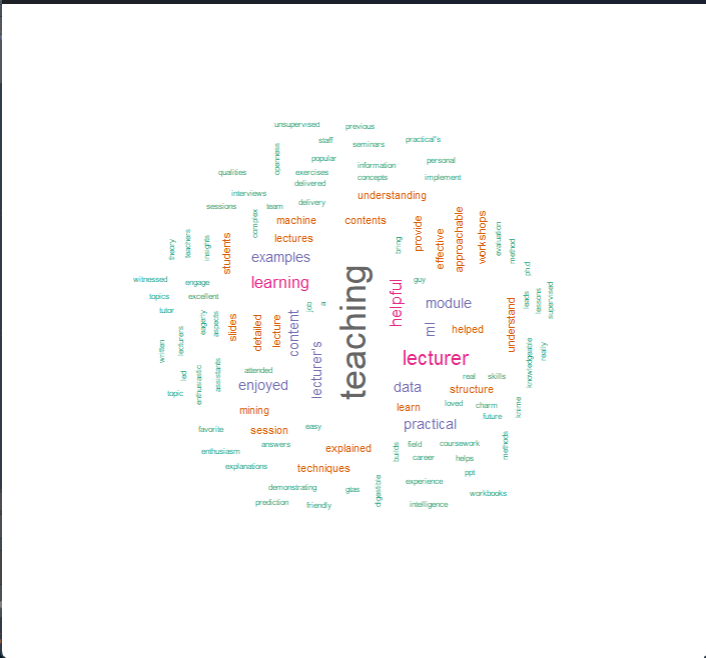 unsupervised
previous
staff
seminars
practical's
openness
popular
information
personal
qualities
exercises
concepts
implement
delivered
interviews
understanding
sessions
team
delivery
complex
machine
contents
provide
effective
approachable
workshops
evaluation
method
theory
teachers
insights
students
lectures
bring
examples
ph.d
witnessed
engage
learning
teaching
helpful
guy
leads
lessons
supervised
topics
excellent
job
a
module
tutor
eagerly
aspects
slides
detailed
lecture
content
ml
helped
understand
written
lecturers
lecturer's
lecturer
knowledgeable
really
led
enthusiastic
assistants
attended
real
skills
enjoyed
data
structure
topic
mining
learn
loved
charm
future
knime
favorite
session
easy
practical
enthusiasm
answers
explained
builds
field
coursework
methods
explanations
techniques
career
helps
ppt
demonstrating
gtas
digestible
experience
workbooks
prediction
friendly
intelligence